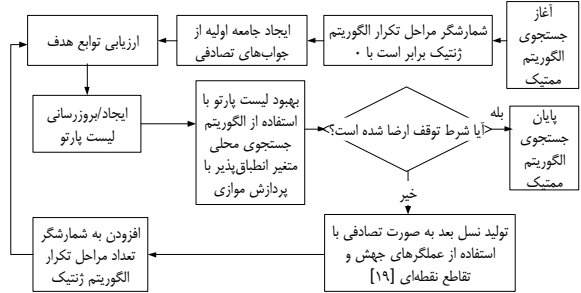 آغاز
جستجوی
الگوریتم
ممتیک
شمارشگر مراحل تکرار الگوریتم
ژنتیک برابر است با ۰
ایجاد جامعه اولیه از
جواب‌های تصادفی
ارزیابی توابع هدف
ایجاد/بروزرسانی
لیست پارتو
بهبود لیست پارتو با
استفاده از الگوریتم
جستجوی محلی
متغیر انطباق‌پذیر با
پردازش موازی
آیا شرط توقف ارضا شده است؟
بله
پایان
جستجوی
الگوریتم
ممتیک
خیر
تولید نسل بعد به صورت تصادفی با
استفاده از عملگرهای جهش و
تقاطع نقطه‌ای [۱۹]
افزودن به شمارشگر
تعداد مراحل تکرار
الگوریتم ژنتیک